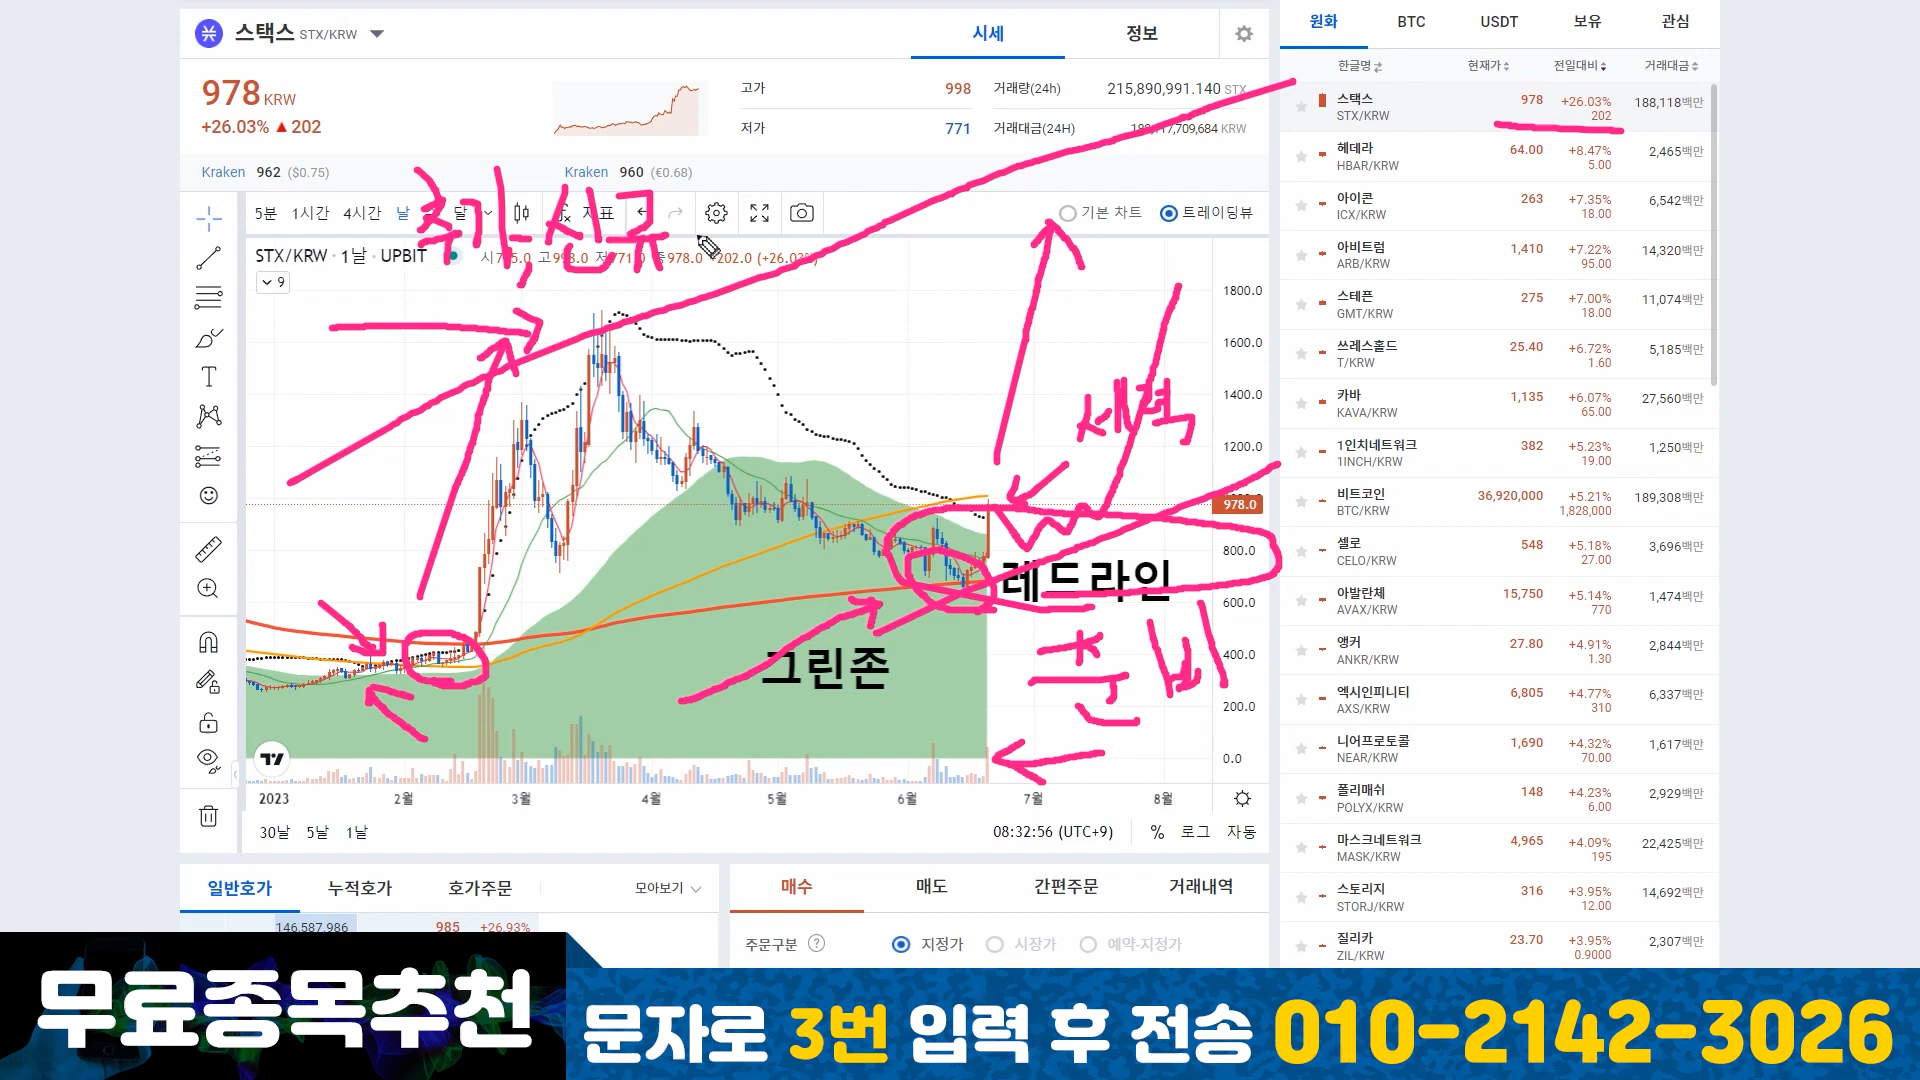 스택스 STX/KRW
시세
정보
978 KRW
+26.03% ▲ 202
고가 998
거래량(24h) 215,890,991.140 STX
저가 771
거래대금(24H)
Kraken 962 ($0.75)
Kraken 960 (€0.68)
5분 1시간 4시간 날
지표
기본 차트
트레이딩뷰
STX/KRW · 1날 · UPBIT
978.0
9
1800.0
1600.0
1400.0
1200.0
978.0
800.0
600.0
400.0
200.0
0.0
세력
레드라인
그린존
준비
2023 2월 3월 4월 5월 6월 7월 8월
30날 5날 1날
08:32:56 (UTC+9)
% 로그 자동
일반호가 누적호가 호가주문 모아보기
146,587,986 985 +26.93%
매수 매도 간편주문 거래내역
주문구분 ? 지정가 시장가 예약-지정가
원화 BTC USDT 보유 관심
한글명 현재가 전일대비 거래대금
스택스 978 +26.03% 188,118백만
STX/KRW 202
헤데라 64.00 +8.47% 2,465백만
HBAR/KRW 5.00
아이콘 263 +7.35% 6,542백만
ICX/KRW 18.00
아비트럼 1,410 +7.22% 14,320백만
ARB/KRW 95.00
스테픈 275 +7.00% 11,074백만
GMT/KRW 18.00
쓰레스홀드 25.40 +6.72% 5,185백만
T/KRW 1.60
카바 1,135 +6.07% 27,560백만
KAVA/KRW 65.00
1인치네트워크 382 +5.23% 1,250백만
1INCH/KRW 19.00
비트코인 36,920,000 +5.21% 189,308백만
BTC/KRW 1,828,000
셀로 548 +5.18% 3,696백만
CELO/KRW 27.00
아발란체 15,750 +5.14% 1,474백만
AVAX/KRW 770
앵커 27.80 +4.91% 2,844백만
ANKR/KRW 1.30
엑시인피니티 6,805 +4.77% 6,337백만
AXS/KRW 310
니어프로토콜 1,690 +4.32% 1,617백만
NEAR/KRW 70.00
폴리매쉬 148 +4.23% 2,929백만
POLYX/KRW 6.00
마스크네트워크 4,965 +4.09% 22,425백만
MASK/KRW 195
스토리지 316 +3.95% 14,692백만
STORJ/KRW 12.00
질리카 23.70 +3.95% 2,307백만
ZIL/KRW 0.9000
무료종목추천
문자로 3번 입력 후 전송 010-2142-3026